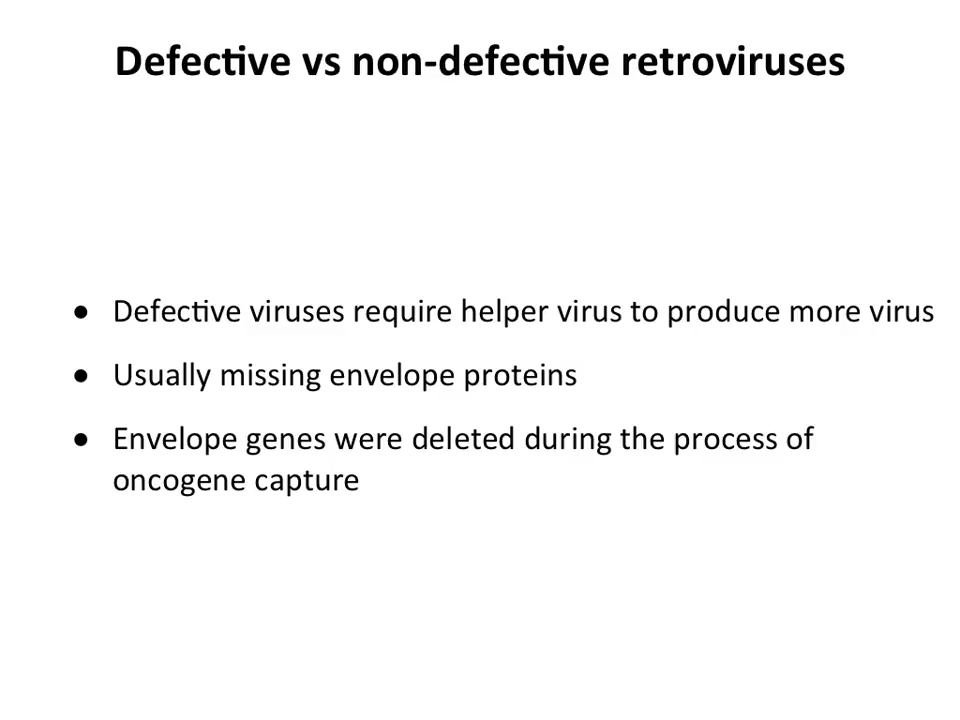 Defective vs non-defective retroviruses
● Defective viruses require helper virus to produce more virus
● Usually missing envelope proteins
● Envelope genes were deleted during the process of
oncogene capture